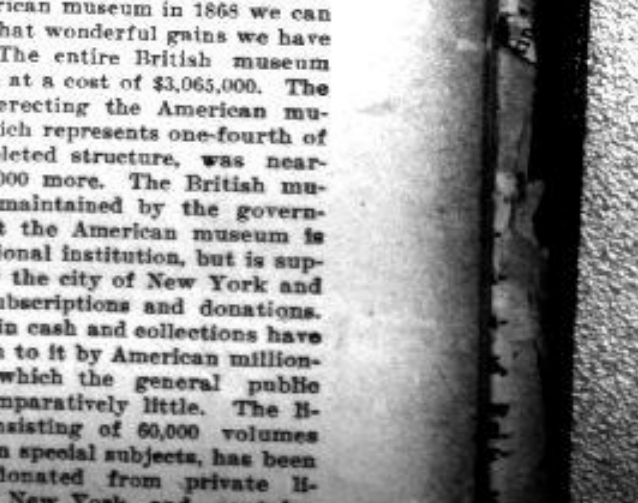 rican museum in 1868 we can
hat wonderful gains we have
The entire British museum
at a cost of $3,065,000. The
erecting the American mu-
ich represents one-fourth of
leted structure, was near-
000 more. The British mu-
maintained by the govern-
t the American museum is
ional institution, but is sup-
the city of New York and
ubscriptions and donations.
in cash and collections have
n to it by American million-
which the general public
mparatively little. The li-
nsisting of 60,000 volumes
n special subjects, has been
donated from private li-
New York and